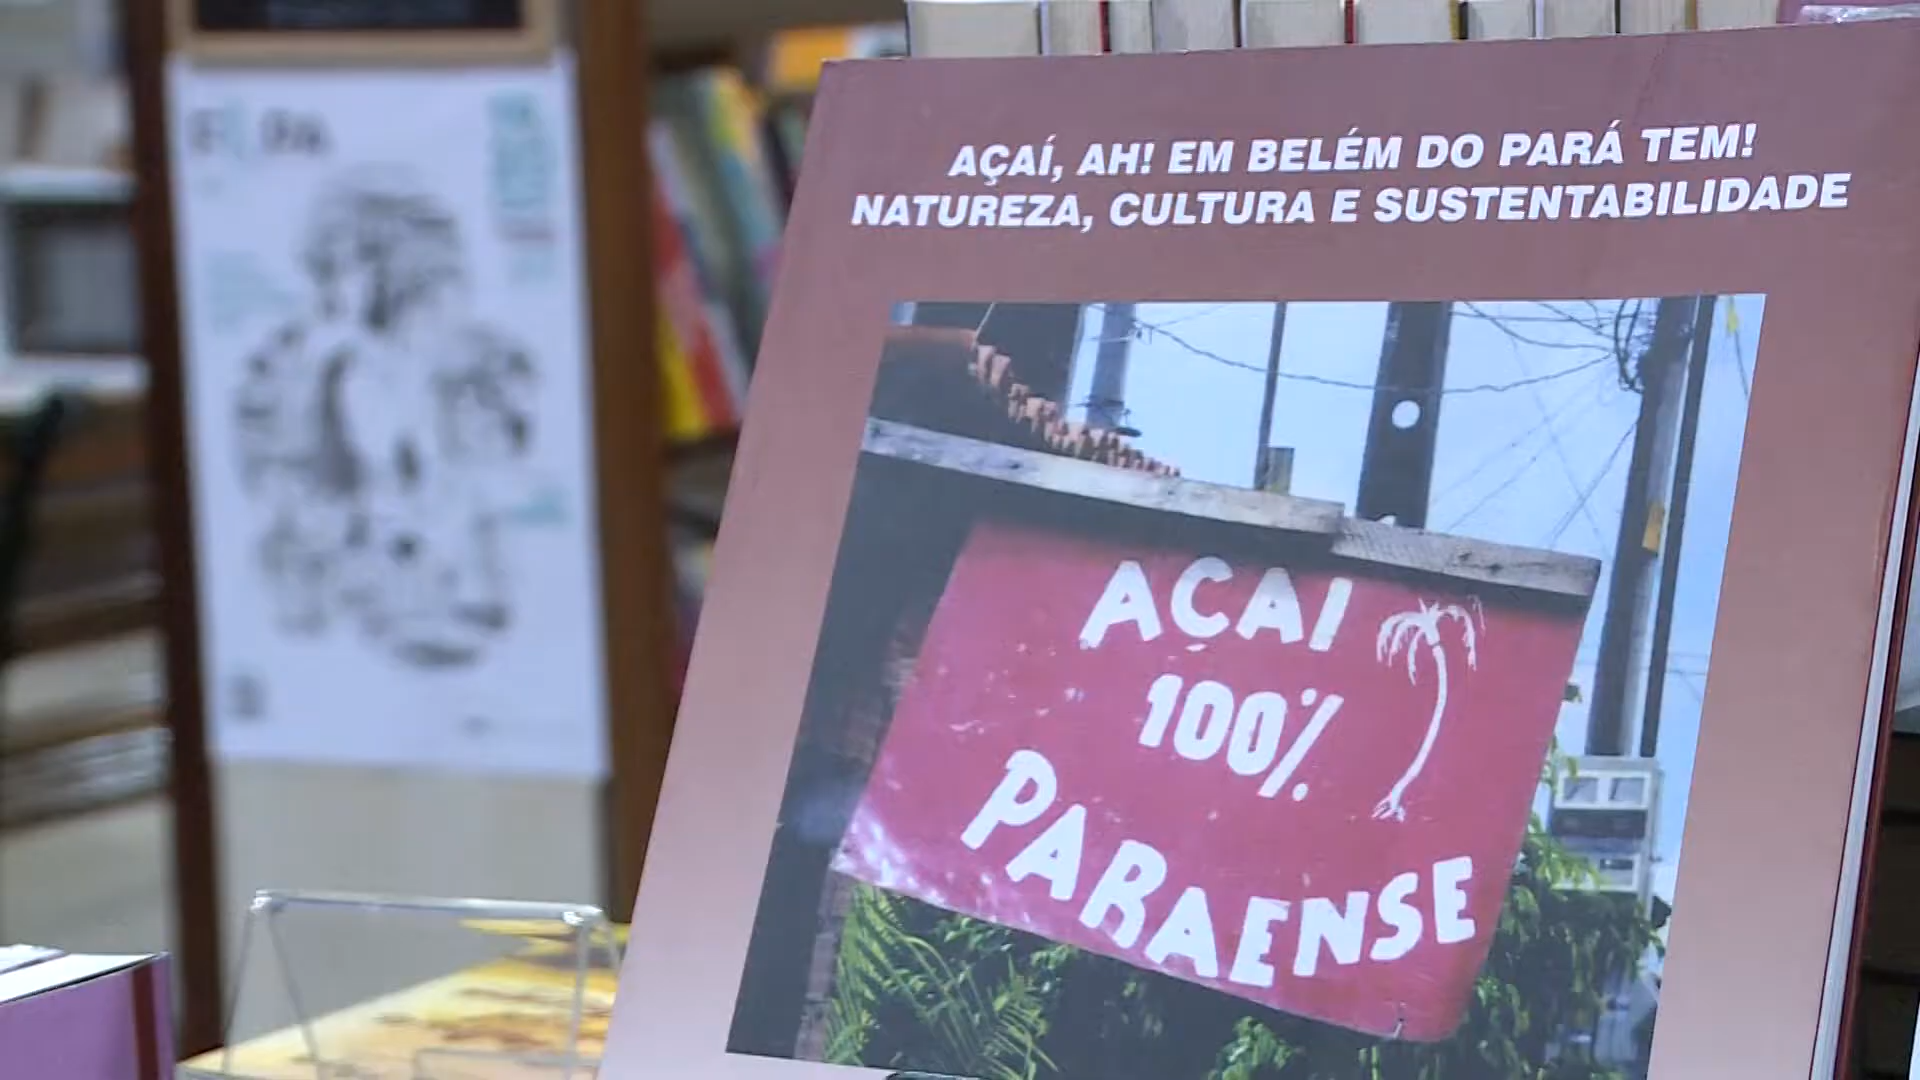 AÇAÍ, AH! EM BELÉM DO PARÁ TEM!
NATUREZA, CULTURA E SUSTENTABILIDADE
AÇAI
100%
PARAENSE